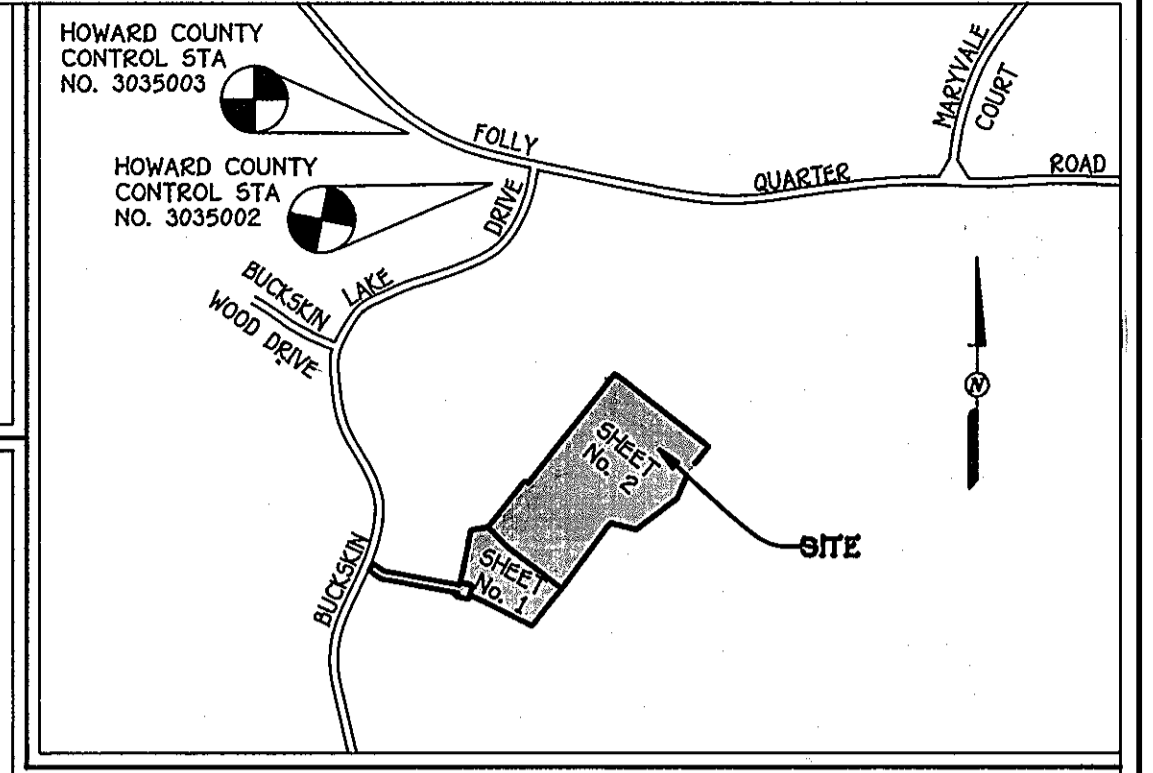 HOWARD COUNTY
CONTROL STA
NO. 3035003
HOWARD COUNTY
CONTROL STA
NO. 3035002
FOLLY
QUARTER
ROAD
MARYVALE
COURT
DRIVE
LAKE
BUCKSKIN
BUCKSKIN
WOOD DRIVE
SHEET
No. 2
SHEET
No. 1
SITE
N